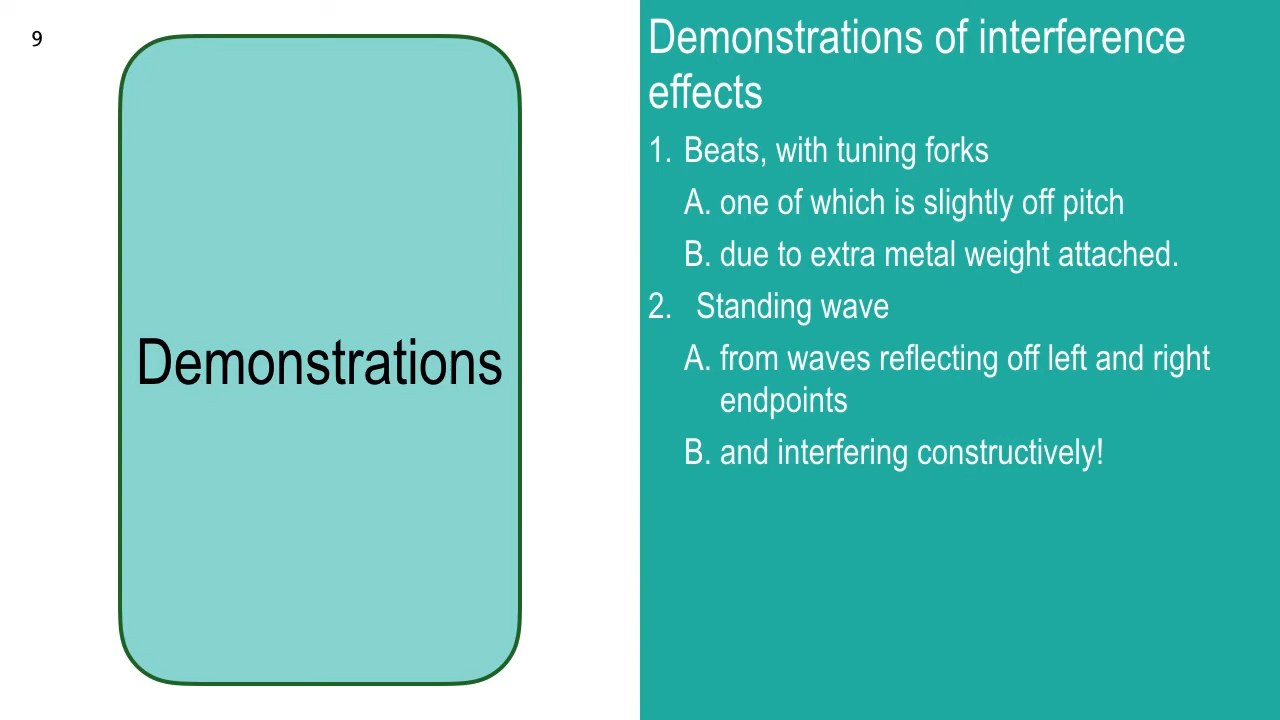 9
Demonstrations
Demonstrations of interference
effects
1. Beats, with tuning forks
A. one of which is slightly off pitch
B. due to extra metal weight attached.
2. Standing wave
A. from waves reflecting off left and right
endpoints
B. and interfering constructively!